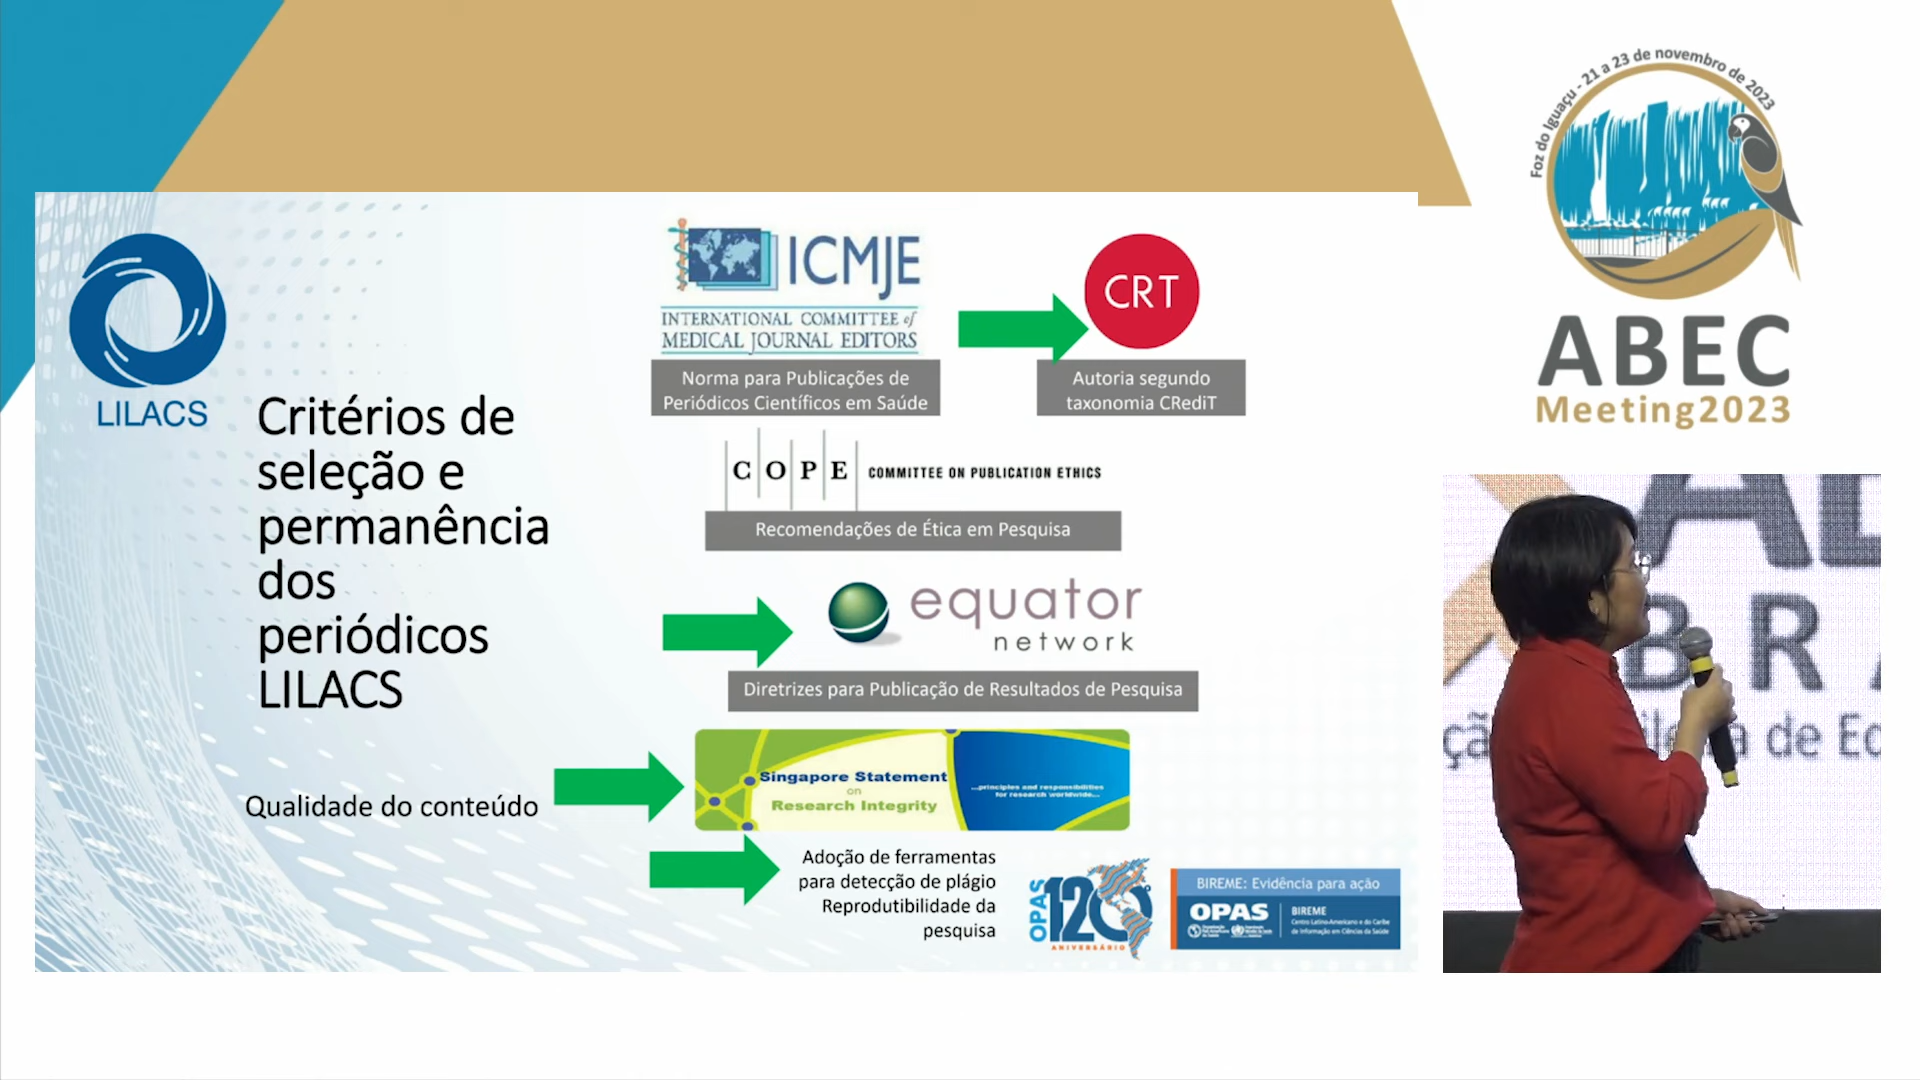 Foz do Iguaçu - 21 a 23 de novembro de 2023
ABEC
Meeting2023
LILACS
Critérios de
seleção e
permanência
dos
periódicos
LILACS
Qualidade do conteúdo
ICMJE
INTERNATIONAL COMMITTEE of
MEDICAL JOURNAL EDITORS
Norma para Publicações de
Periódicos Científicos em Saúde
CRT
Autoria segundo
taxonomia CRediT
COPE
COMMITTEE ON PUBLICATION ETHICS
Recomendações de Ética em Pesquisa
equator
network
Diretrizes para Publicação de Resultados de Pesquisa
Singapore Statement
on
Research Integrity
...principles and responsibilities
for research worldwide...
Adoção de ferramentas
para detecção de plágio
Reprodutibilidade da
pesquisa
OPAS
120
ANIVERSÁRIO
BIREME: Evidência para ação
OPAS
BIREME
Centro Latino-Americano e do Caribe
de Informação em Ciências da Saúde
BR
de Ed